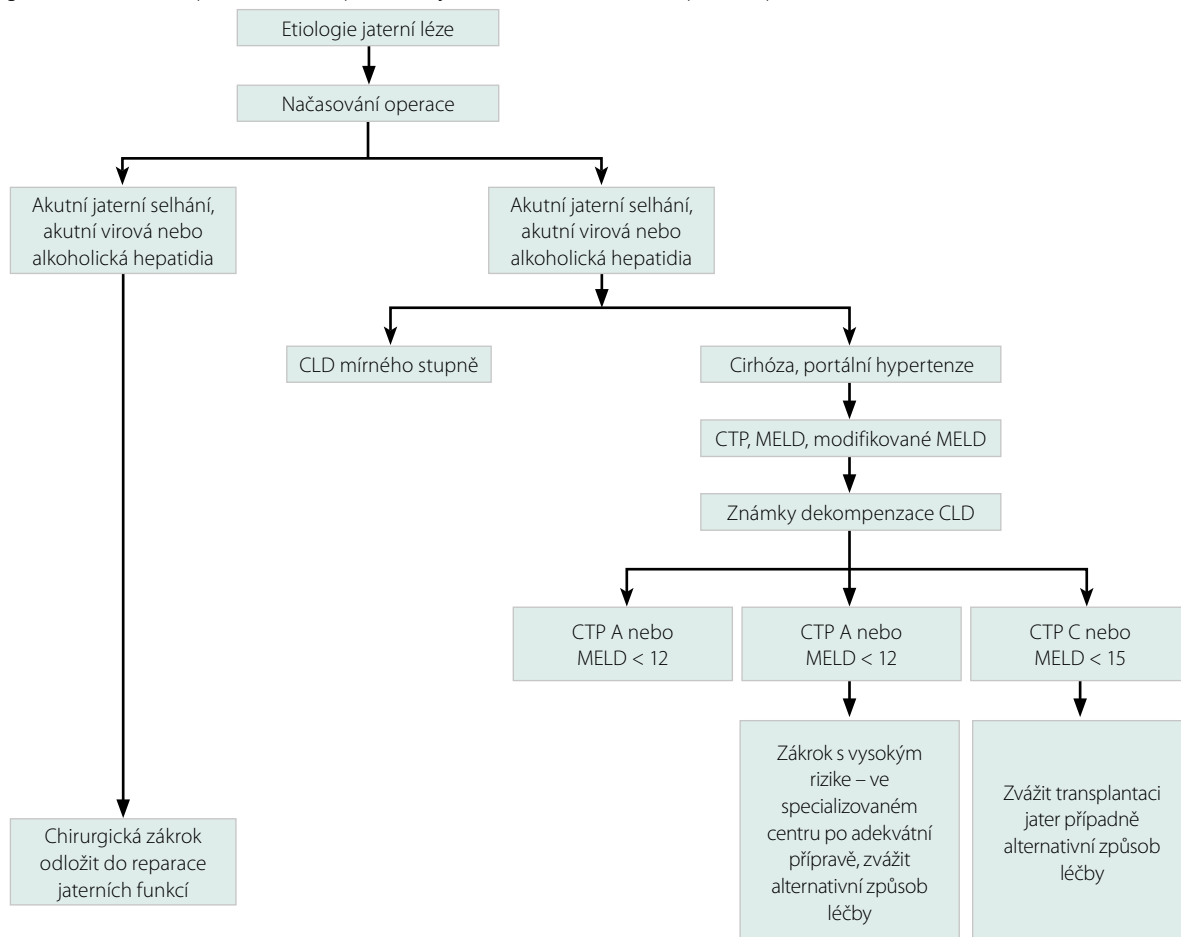 Etiologie jaterní léze
Načasování operace
Akutní jaterní selhání,
akutní virová nebo
alkoholická hepatidia
Akutní jaterní selhání,
akutní virová nebo
alkoholická hepatidia
CLD mírného stupně
Cirhóza, portální hypertenze
CTP, MELD, modifikované MELD
Známky dekompenzace CLD
CTP A nebo
MELD < 12
CTP A nebo
MELD < 12
CTP C nebo
MELD < 15
Chirurgická zákrok
odložit do reparace
jaterních funkcí
Zákrok s vysokým
rizike – ve
specializovaném
centru po adekvátní
přípravě, zvážit
alternativní způsob
léčby
Zvážit transplantaci
jater případně
alternativní způsob
léčby